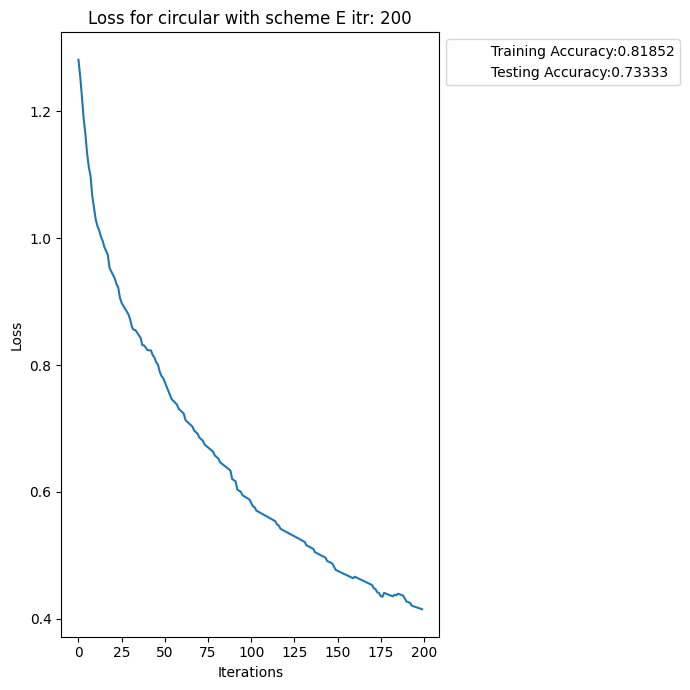 Loss for circular with scheme E itr: 200
Training Accuracy:0.81852
Testing Accuracy:0.73333
1.2
1.0
0.8
0.6
0.4
Loss
0 25 50 75 100 125 150 175 200
Iterations